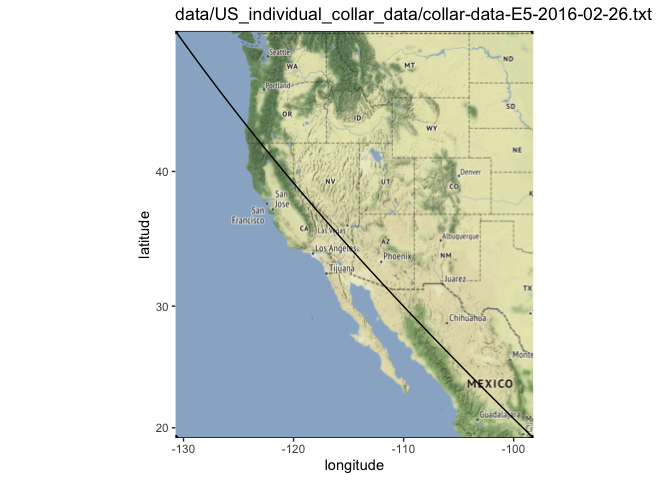 data/US_individual_collar_data/collar-data-E5-2016-02-26.txt
Seattle
WA
MT
ND
Portland
OR
ID
SD
WY
NE
40
NV
UT
Denver
CO
K
San
Jose
San
Francisco
CA
Las Vegas
Los Angeles
AZ
Albuquerque
NM
Phoenix
Tijuana
Juarez
TX
30
Chihuahua
Monte
MEXICO
Guadalajara
M
C
20
-130
-120
-110
-100
longitude
latitude